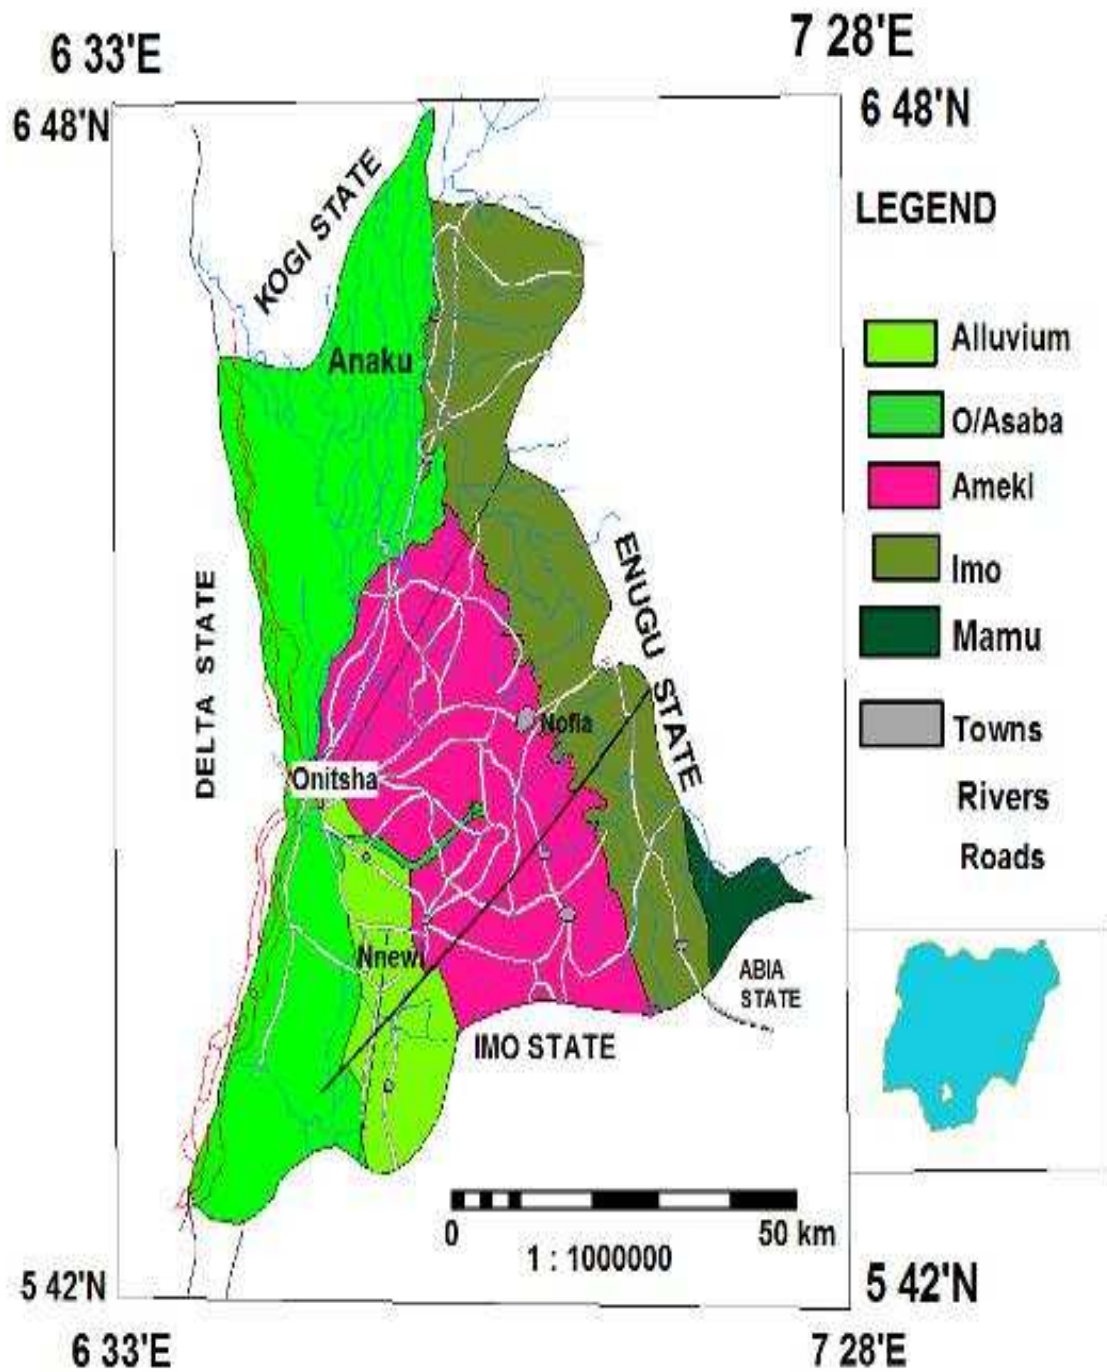 6 33'E
7 28'E
6 48'N
6 48'N
KOGI STATE
LEGEND
Alluvium
Anaku
O/Asaba
Ameki
Imo
ENUGU STATE
DELTA STATE
Mamu
Nofia
Towns
Onitsha
Rivers
Roads
Nnewi
ABIA
STATE
IMO STATE
0
50 km
1 : 1000000
5 42'N
5 42'N
6 33'E
7 28'E